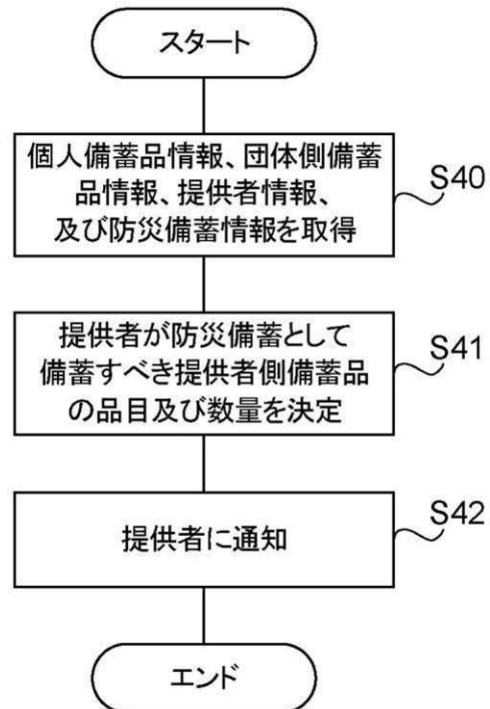 スタート
個人備蓄品情報、団体側備蓄
品情報、提供者情報、
及び防災備蓄情報を取得
S40
提供者が防災備蓄として
備蓄すべき提供者側備蓄品
の品目及び数量を決定
S41
提供者に通知
S42
エンド